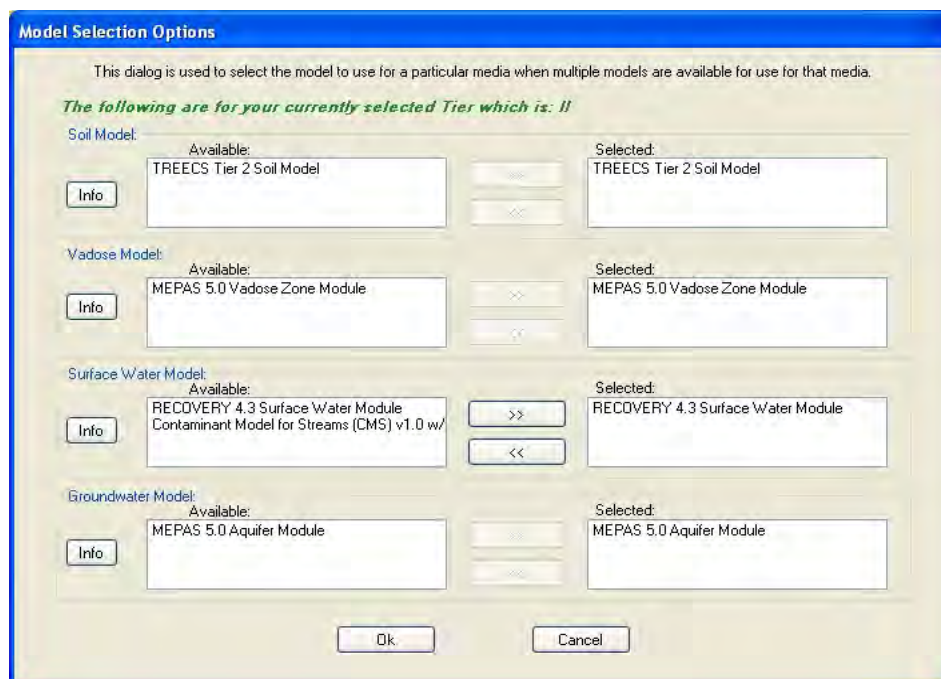 Model Selection Options
This dialog is used to select the model to use for a particular media when multiple models are available for use for that media.
The following are for your currently selected Tier which is: II
Soil Model:
Available:
Selected:
Info
TREECS Tier 2 Soil Model
>>
<<
TREECS Tier 2 Soil Model
Vadose Model:
Available:
Selected:
Info
MEPAS 5.0 Vadose Zone Module
>>
<<
MEPAS 5.0 Vadose Zone Module
Surface Water Model:
Available:
Selected:
Info
RECOVERY 4.3 Surface Water Module
Contaminant Model for Streams (CMS) v1.0 w/
>>
<<
RECOVERY 4.3 Surface Water Module
Groundwater Model:
Available:
Selected:
Info
MEPAS 5.0 Aquifer Module
>>
<<
MEPAS 5.0 Aquifer Module
Ok
Cancel